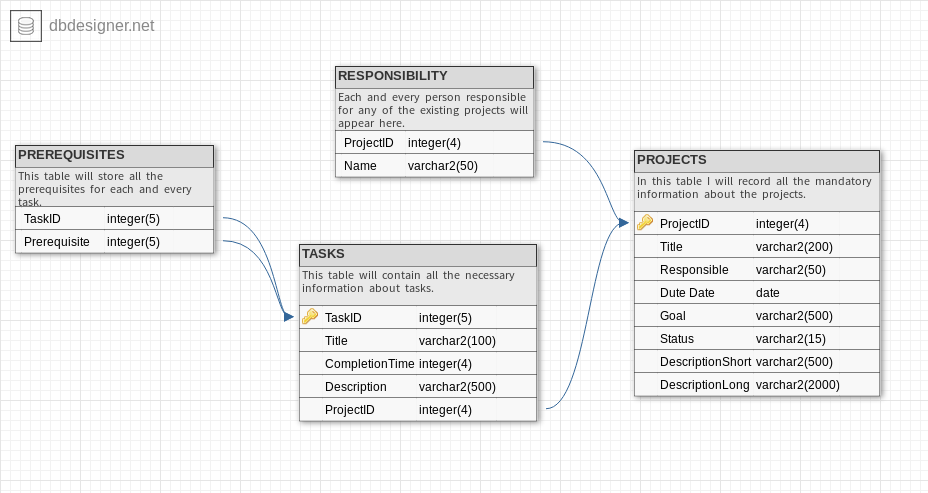 dbdesigner.net
RESPONSIBILITY
Each and every person responsible
for any of the existing projects will
appear here.
ProjectID integer(4)
Name varchar2(50)
PREREQUISITES
This table will store all the
prerequisites for each and every
task.
TaskID integer(5)
Prerequisite integer(5)
TASKS
This table will contain all the necessary
information about tasks.
TaskID integer(5)
Title varchar2(100)
CompletionTime integer(4)
Description varchar2(500)
ProjectID integer(4)
PROJECTS
In this table I will record all the mandatory
information about the projects.
ProjectID integer(4)
Title varchar2(200)
Responsible varchar2(50)
Dute Date date
Goal varchar2(500)
Status varchar2(15)
DescriptionShort varchar2(500)
DescriptionLong varchar2(2000)